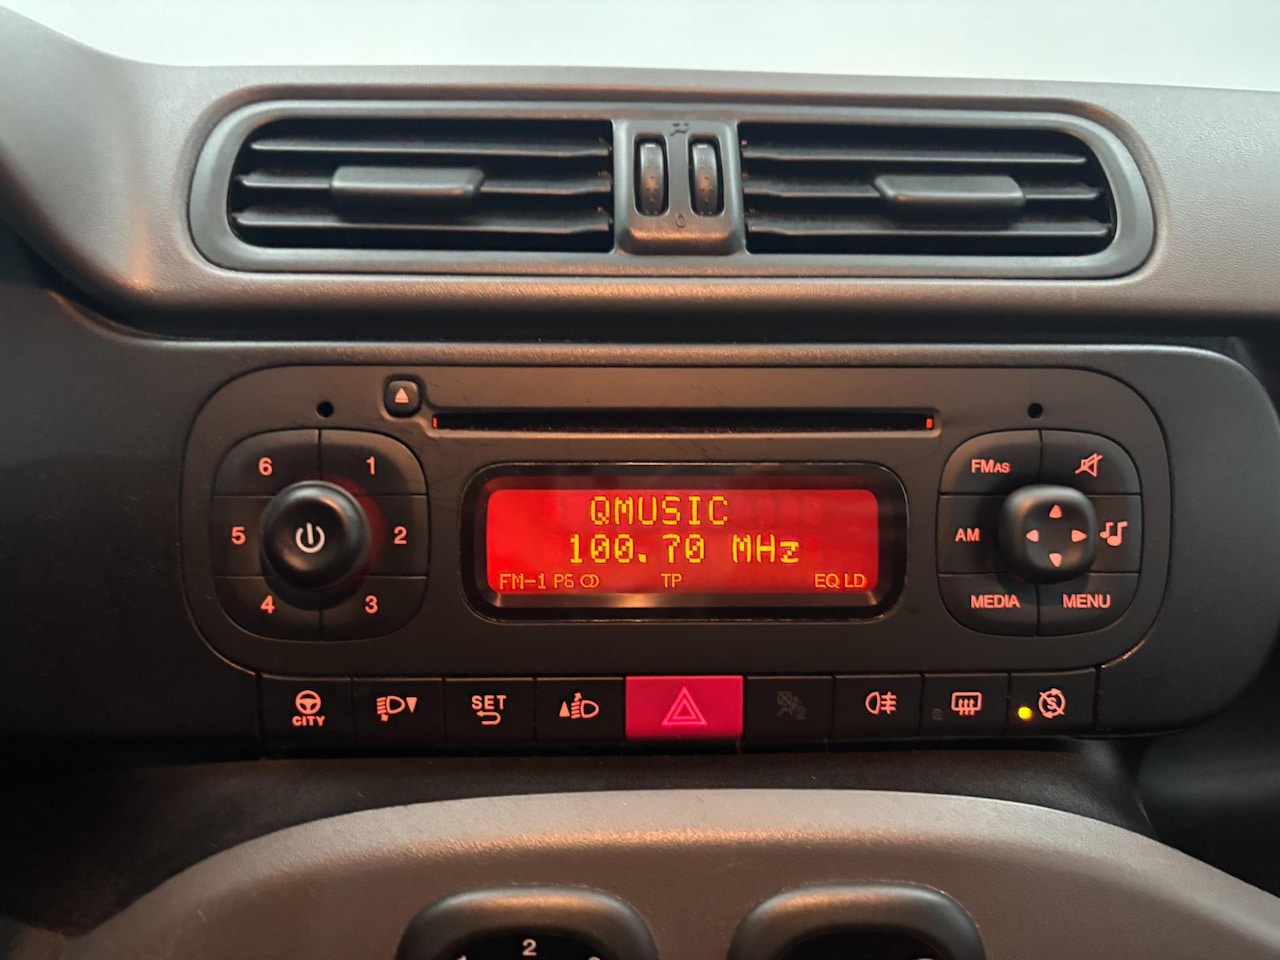 6 1
5 2
4 3
QMUSIC
100.70 MHz
FM-1 P6 TP EQ LD
FMAS
AM
MEDIA MENU
CITY
SET
2